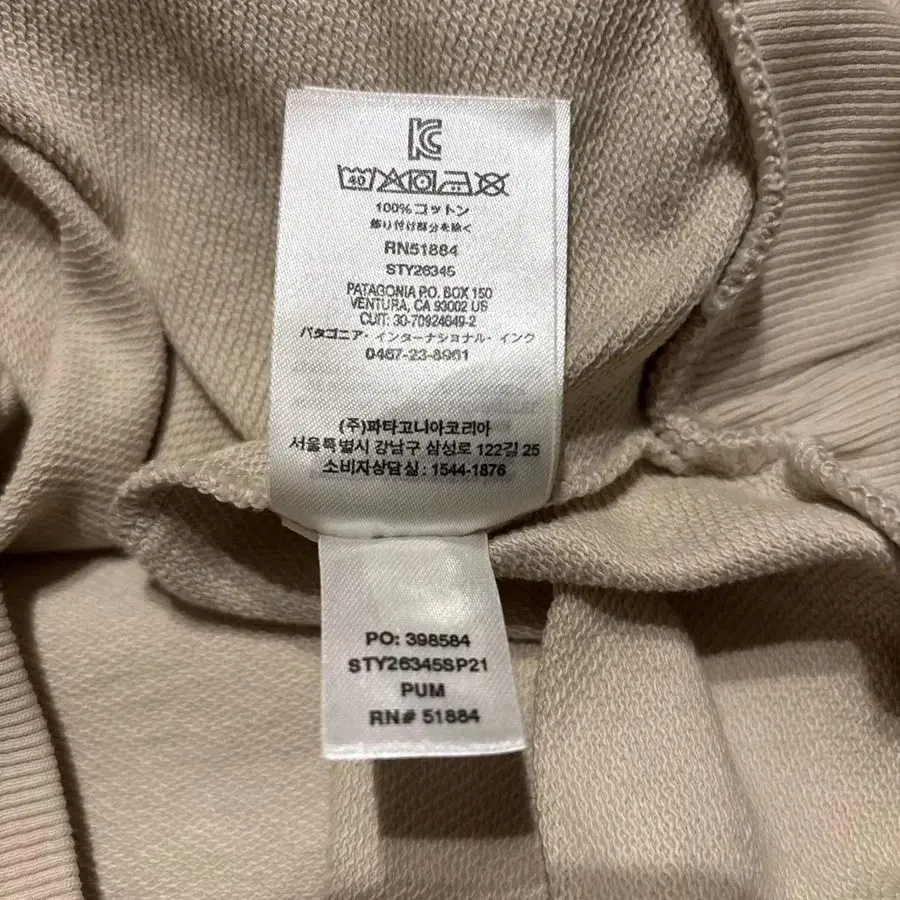 KC
40
100%コットン
飾り付け部分を除く
RN51884
STY26345
PATAGONIA P.O. BOX 150
VENTURA, CA 93002 US
CUIT: 30-70924649-2
パタゴニア・インターナショナル・インク
0467-23-8961
(주)파타고니아코리아
서울특별시 강남구 삼성로 122길 25
소비자상담실 : 1544-1876
PO: 398584
STY26345SP21
PUM
RN# 51884